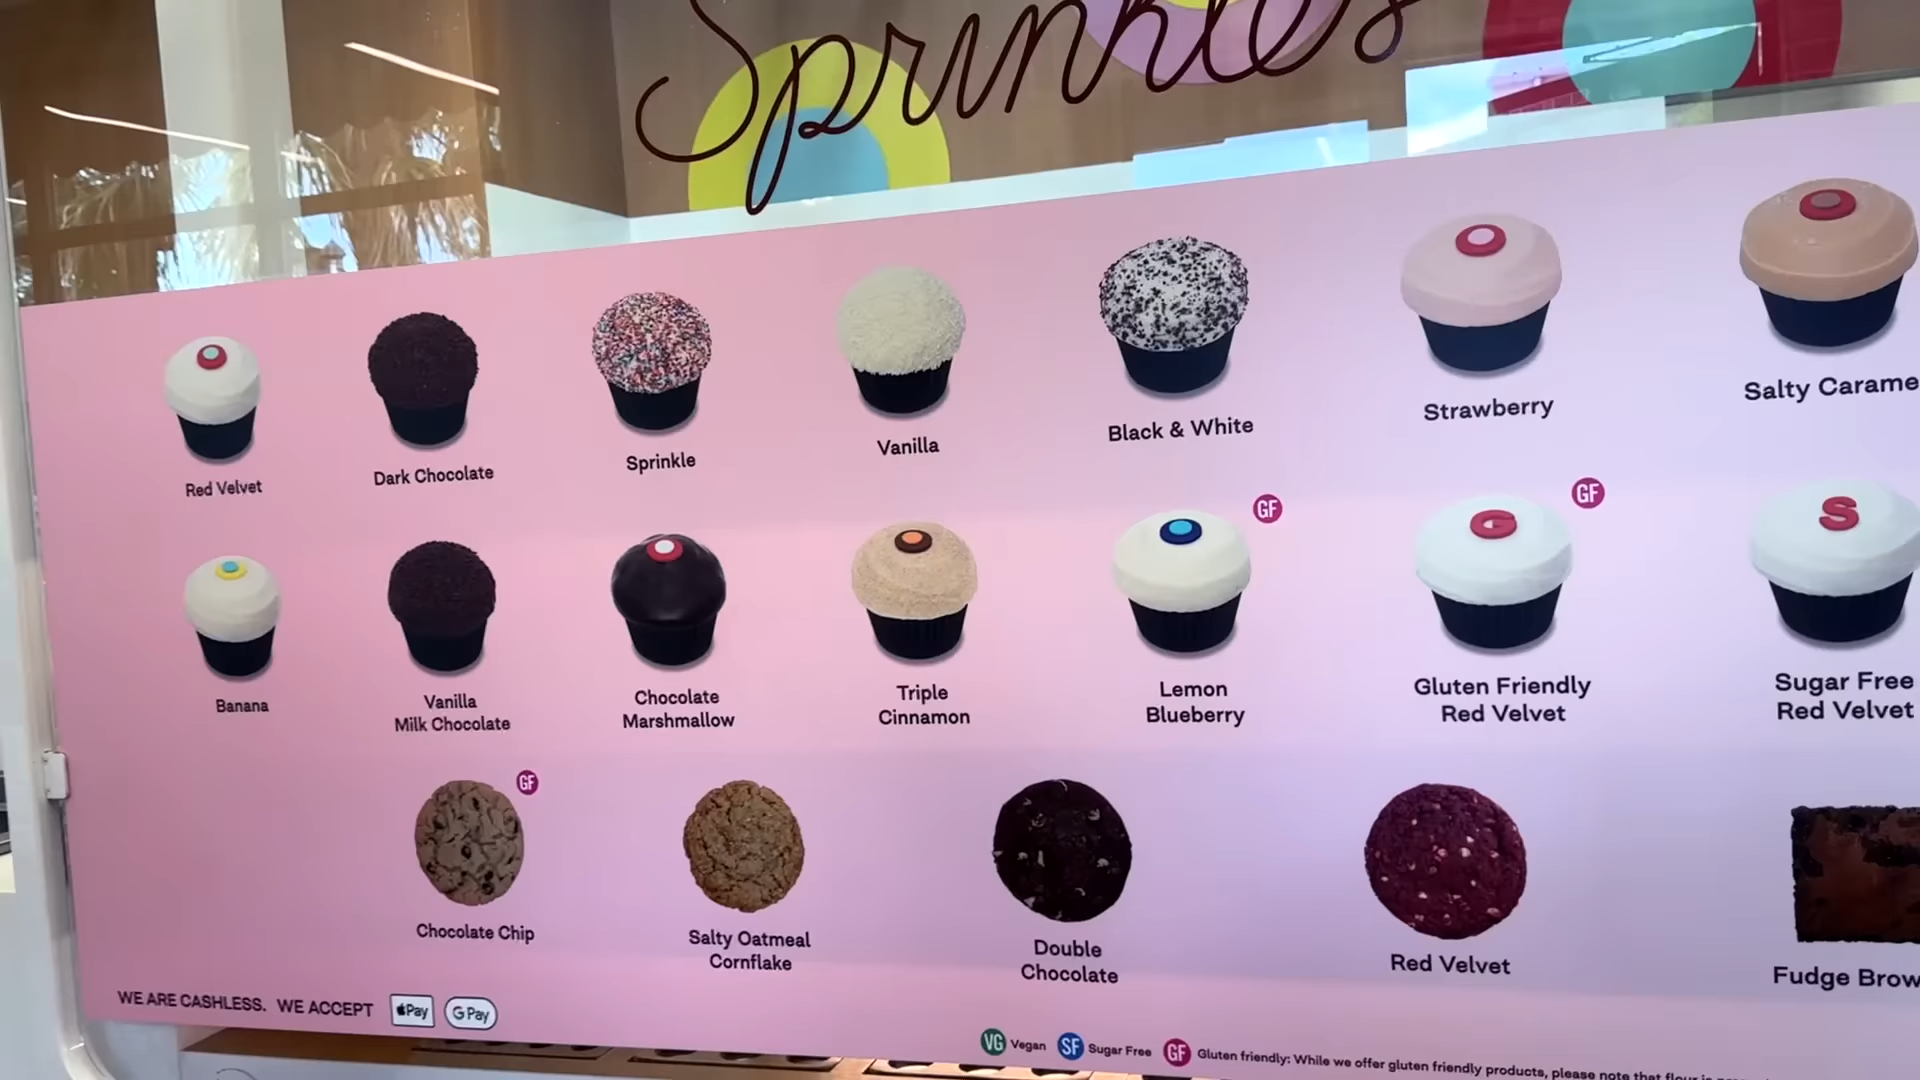 Sprinkles
Red Velvet
Dark Chocolate
Sprinkle
Vanilla
Black & White
Strawberry
Salty Carame
GF
GF
G
S
Banana
Vanilla
Milk Chocolate
Chocolate
Marshmallow
Triple
Cinnamon
Lemon
Blueberry
Gluten Friendly
Red Velvet
Sugar Free
Red Velvet
GF
Chocolate Chip
Salty Oatmeal
Cornflake
Double
Chocolate
Red Velvet
Fudge Brow
WE ARE CASHLESS. WE ACCEPT Pay G Pay
VG Vegan SF Sugar Free GF Gluten friendly: While we offer gluten friendly products, please note that flour is